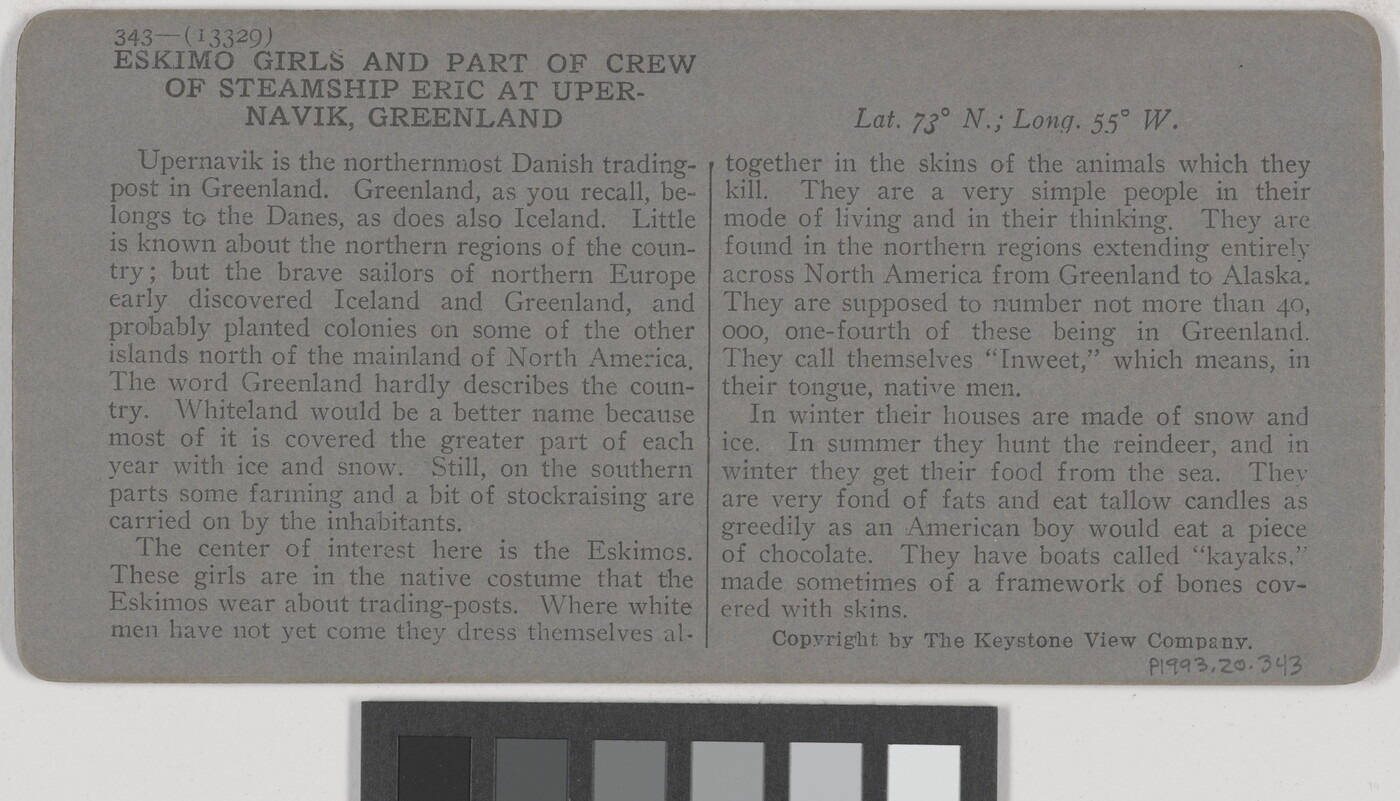 343—(13329)
ESKIMO GIRLS AND PART OF CREW
OF STEAMSHIP ERIC AT UPER-
NAVIK, GREENLAND
Upernavik is the northernmost Danish trading-
post in Greenland. Greenland, as you recall, be-
longs to the Danes, as does also Iceland. Little
is known about the northern regions of the coun-
try; but the brave sailors of northern Europe
early discovered Iceland and Greenland, and
probably planted colonies on some of the other
islands north of the mainland of North America.
The word Greenland hardly describes the coun-
try. Whiteland would be a better name because
most of it is covered the greater part of each
year with ice and snow. Still, on the southern
parts some farming and a bit of stockraising are
carried on by the inhabitants.
The center of interest here is the Eskimos.
These girls are in the native costume that the
Eskimos wear about trading-posts. Where white
men have not yet come they dress themselves al-
Lat. 73° N.; Long. 55° W.
together in the skins of the animals which they
kill. They are a very simple people in their
mode of living and in their thinking. They are
found in the northern regions extending entirely
across North America from Greenland to Alaska.
They are supposed to number not more than 40,
000, one-fourth of these being in Greenland.
They call themselves "Inweet," which means, in
their tongue, native men.
In winter their houses are made of snow and
ice. In summer they hunt the reindeer, and in
winter they get their food from the sea. They
are very fond of fats and eat tallow candles as
greedily as an American boy would eat a piece
of chocolate. They have boats called "kayaks,"
made sometimes of a framework of bones cov-
ered with skins.
Copyright by The Keystone View Company.
P1993.20.343